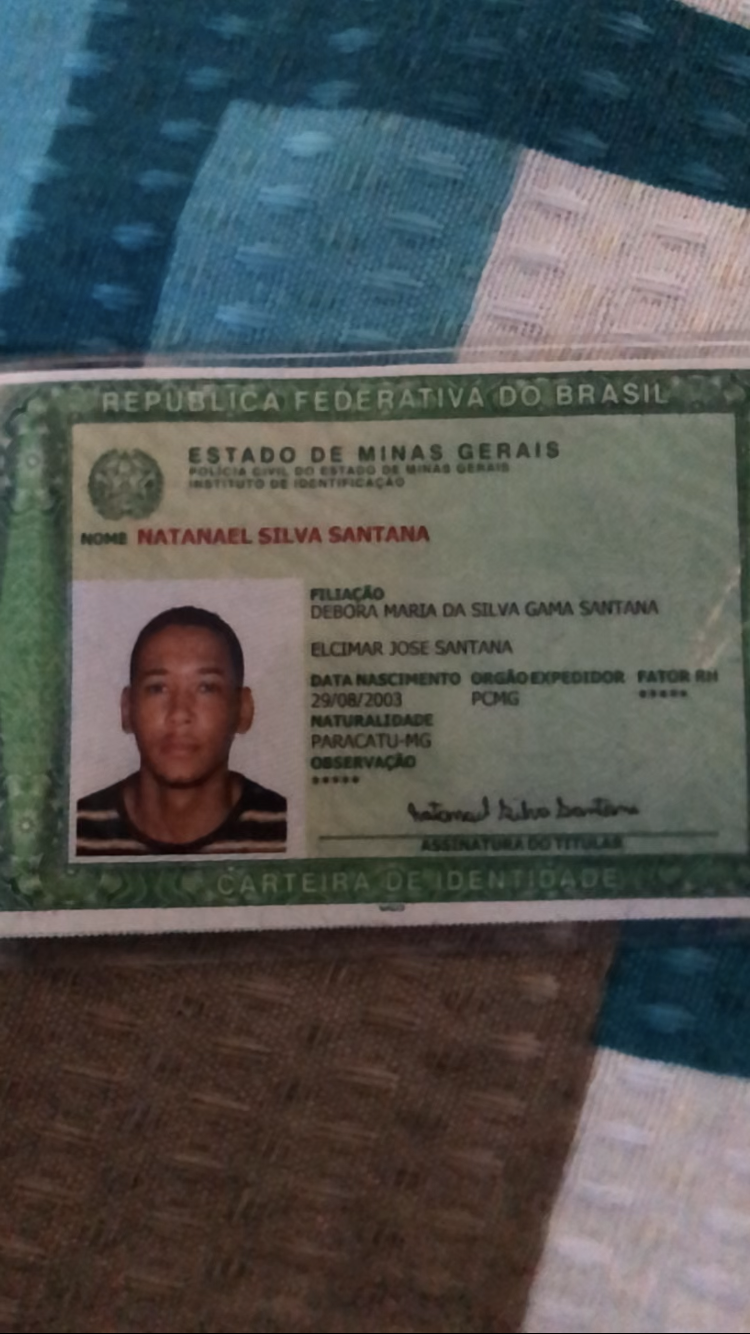 REPÚBLICA FEDERATIVA DO BRASIL
ESTADO DE MINAS GERAIS
POLÍCIA CIVIL DO ESTADO DE MINAS GERAIS
INSTITUTO DE IDENTIFICAÇÃO
NOME NATANAEL SILVA SANTANA
FILIAÇÃO
DEBORA MARIA DA SILVA GAMA SANTANA
ELCIMAR JOSE SANTANA
DATA NASCIMENTO ORGÃO EXPEDIDOR FATOR RH
29/08/2003 PCMG *****
NATURALIDADE
PARACATU-MG
OBSERVAÇÃO
*****
Natanael Silva Santana
ASSINATURA DO TITULAR
CARTEIRA DE IDENTIDADE